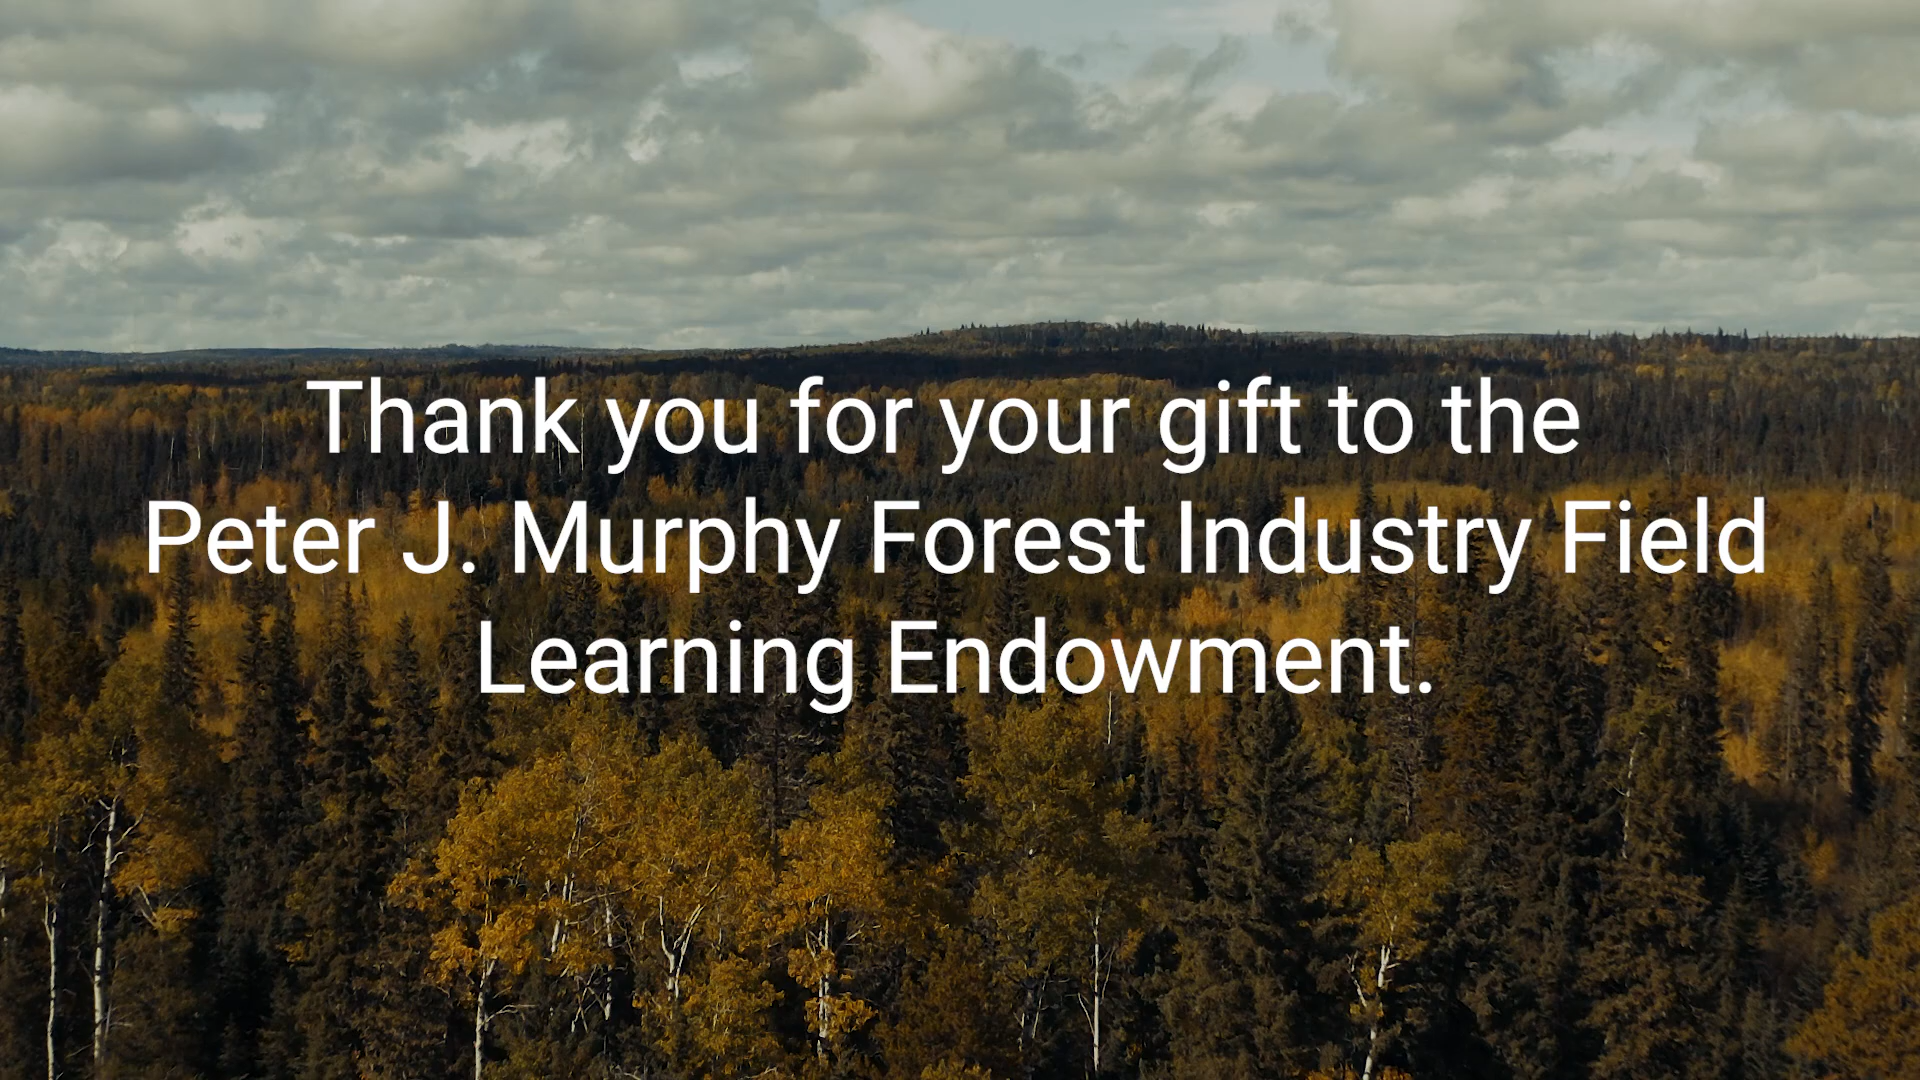 Thank you for your gift to the
Peter J. Murphy Forest Industry Field
Learning Endowment.